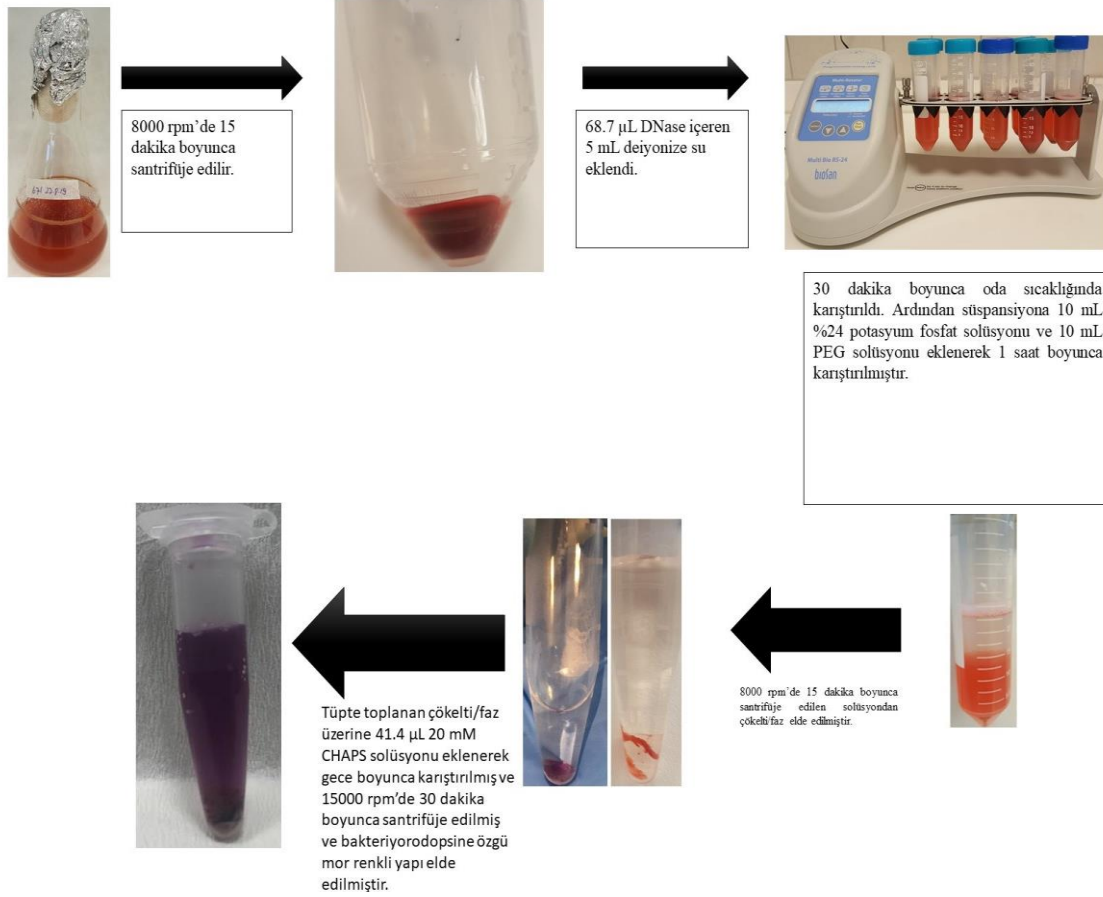 8000 rpm’de 15
dakika boyunca
santrifüje edilir.
68.7 µL DNase içeren
5 mL deiyonize su
eklendi.
Multi Bio RS-24
biolan
30 dakika boyunca oda sıcaklığında
karıştırıldı. Ardından süspansiyona 10 mL
%24 potasyum fosfat solüsyonu ve 10 mL
PEG solüsyonu eklenerek 1 saat boyunca
karıştırılmıştır.
8000 rpm’de 15 dakika boyunca
santrifüje edilen solüsyondan
çökelti/faz elde edilmiştir.
Tüpte toplanan çökelti/faz
üzerine 41.4 µL 20 mM
CHAPS solüsyonu eklenerek
gece boyunca karıştırılmış ve
15000 rpm’de 30 dakika
boyunca santrifüje edilmiş
ve bakteriyorodopsine özgü
mor renkli yapı elde
edilmiştir.